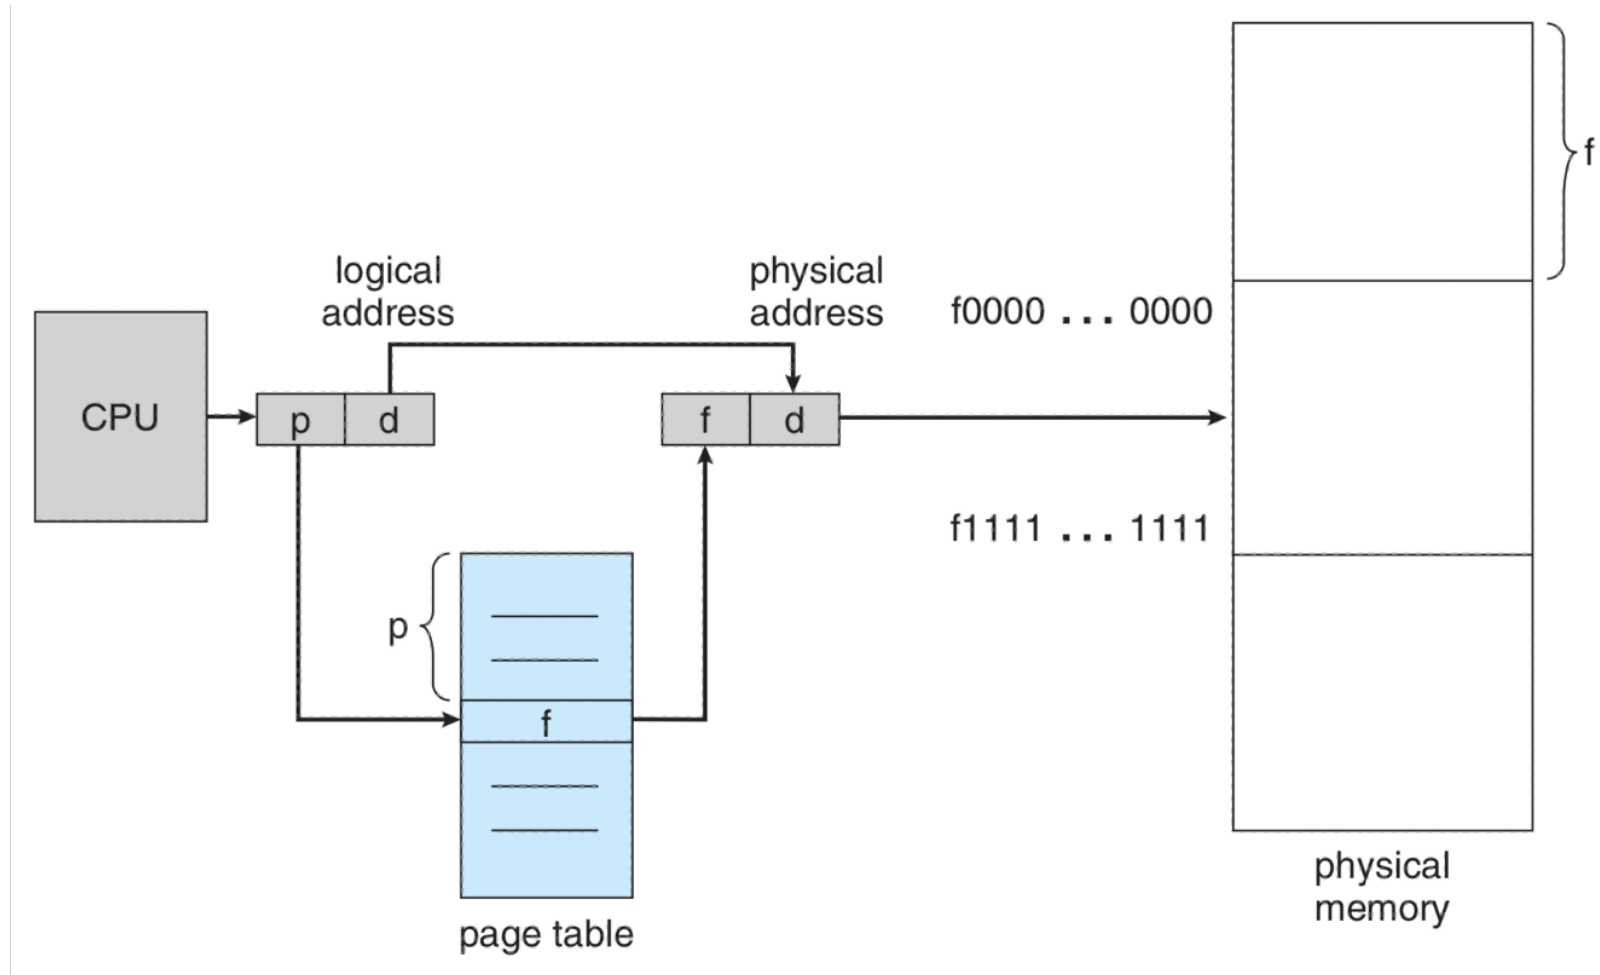 logical
address
physical
address
f0000 ... 0000
f
CPU
p
d
f
d
f1111 ... 1111
p
f
page table
physical
memory